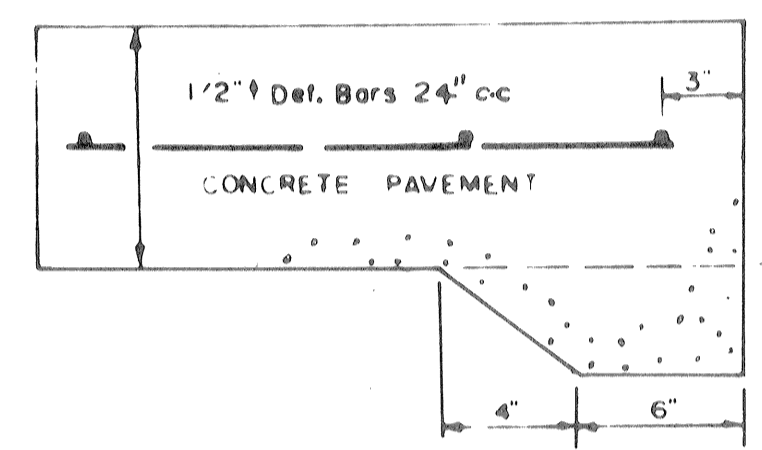 1/2"ϕ Def. Bars 24" c.c
3"
CONCRETE PAVEMENT
4"
6"